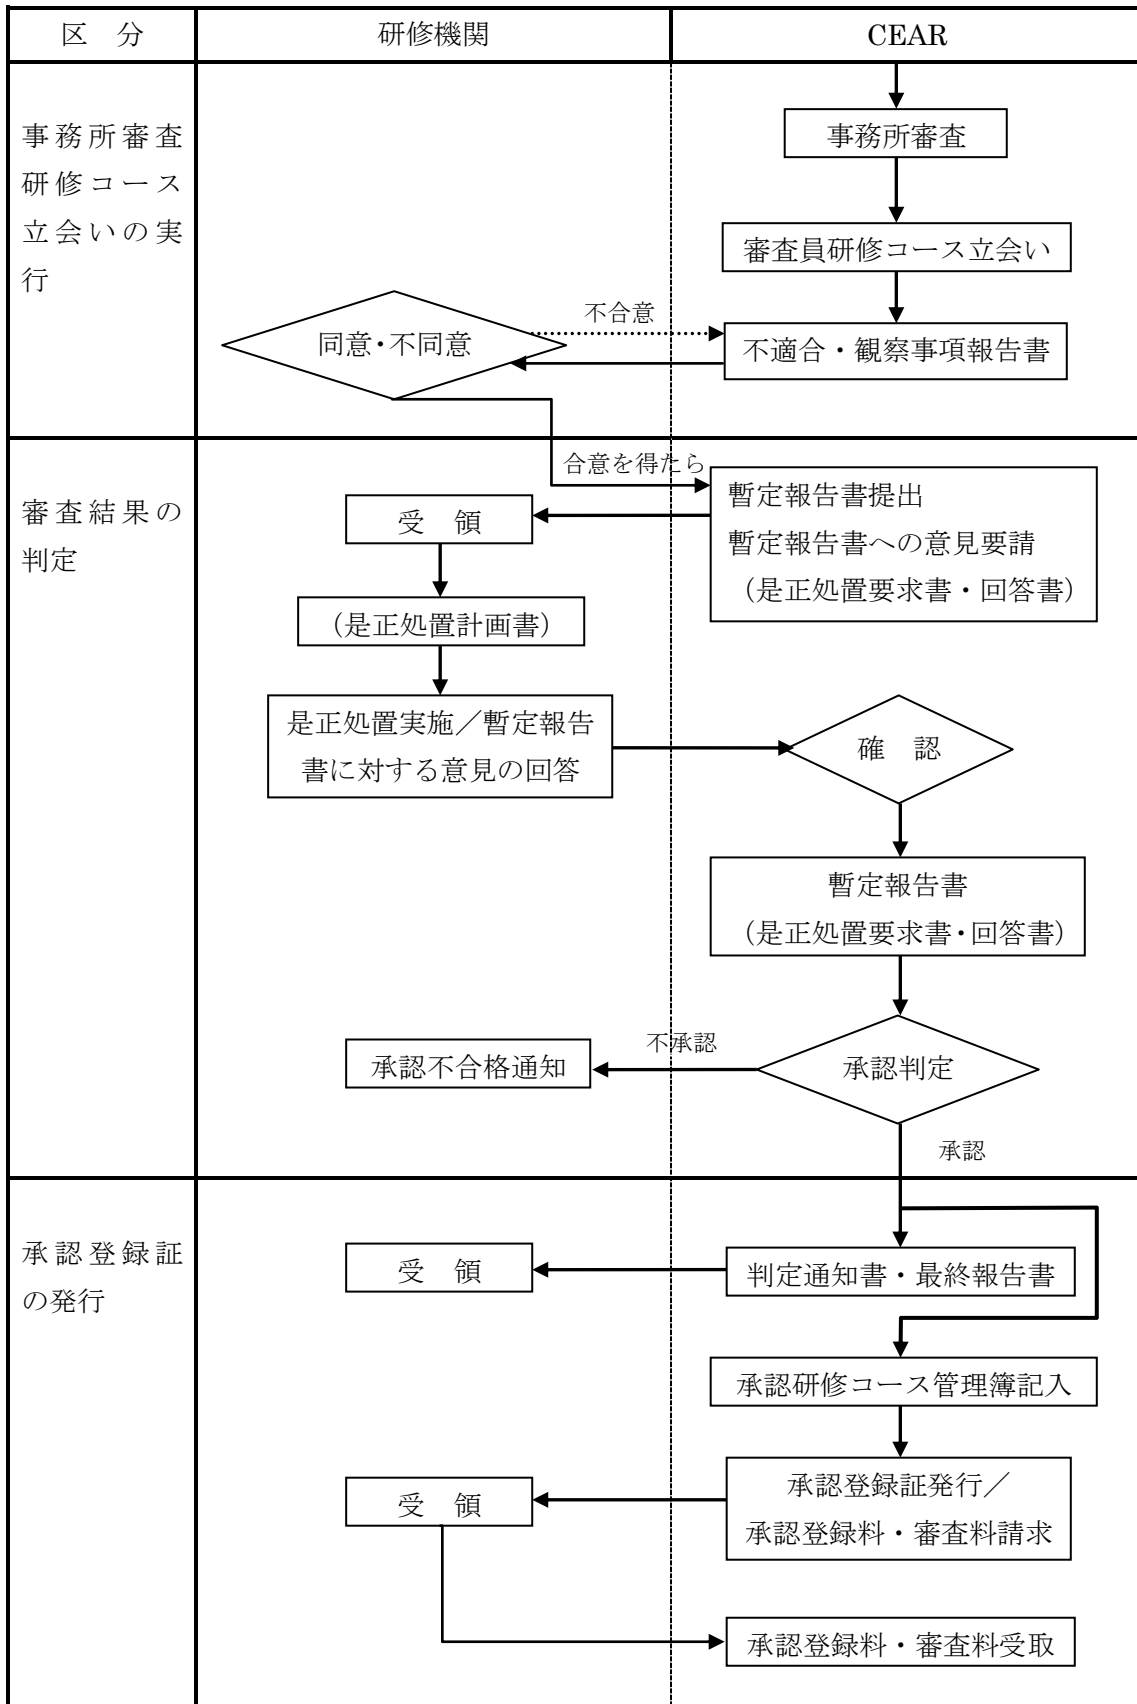 区　分
研修機関
CEAR
事務所審査
研修コース
立会いの実
行
事務所審査
審査員研修コース立会い
不合意
同意・不同意
不適合・観察事項報告書
審査結果の
判定
合意を得たら
暫定報告書提出
暫定報告書への意見要請
（是正処置要求書・回答書）
受　領
（是正処置計画書）
是正処置実施／暫定報告
書に対する意見の回答
確　認
暫定報告書
（是正処置要求書・回答書）
不承認
承認不合格通知
承認判定
承認
承認登録証
の発行
受　領
判定通知書・最終報告書
承認研修コース管理簿記入
受　領
承認登録証発行／
承認登録料・審査料請求
承認登録料・審査料受取